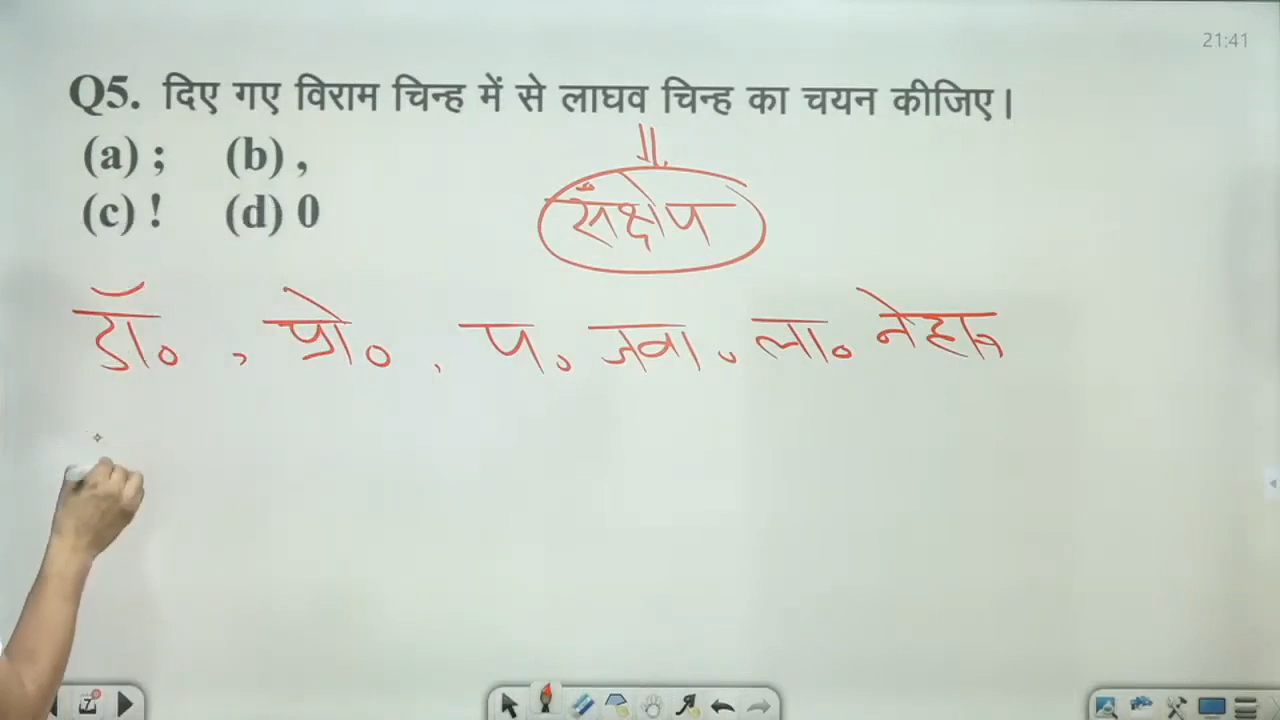 21:41
Q5. दिए गए विराम चिन्ह में से लाघव चिन्ह का चयन कीजिए।
(a) ; (b) ,
(c) ! (d) 0
संक्षेप
डॉ० , प्रो० , प० जवा० ला० नेहरू